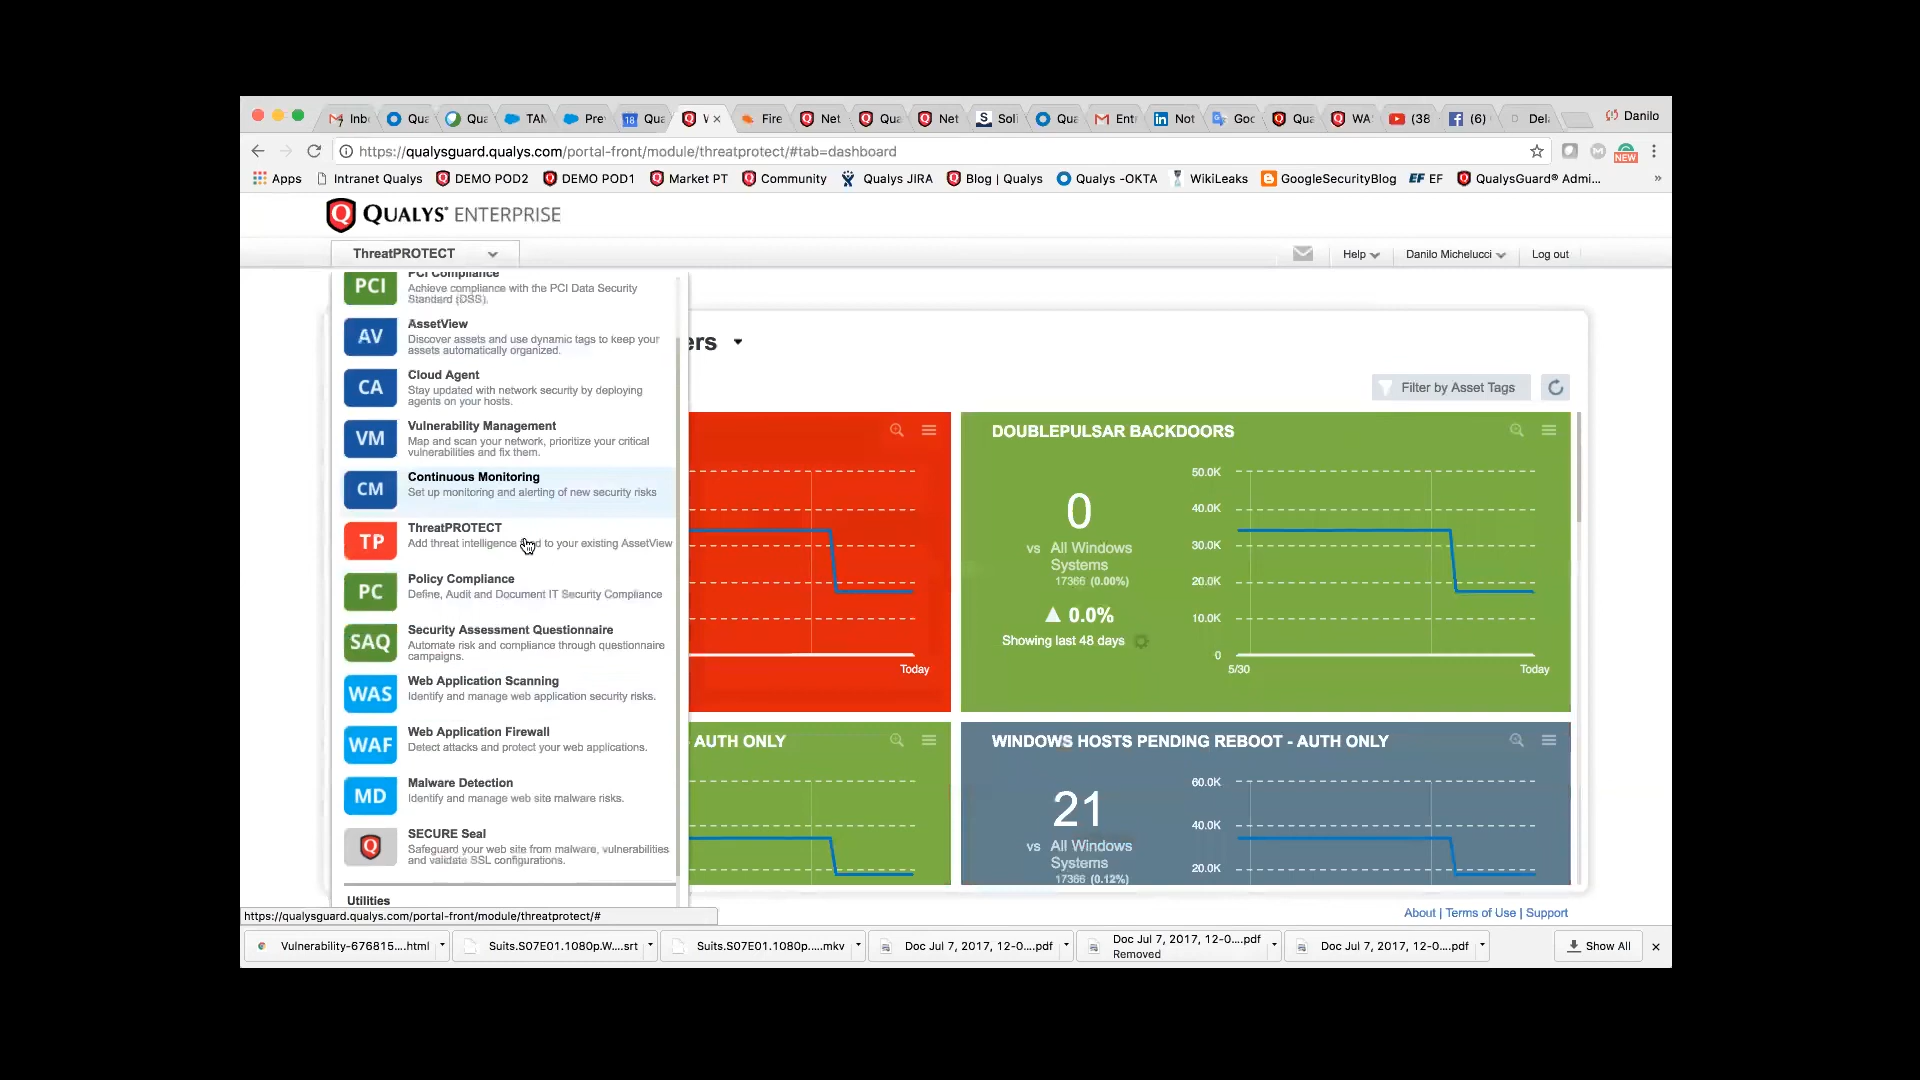 Inb
Qua
Qua
TAM
Pre
18
Qua
Fire
Net
Qua
Net
Soli
Qua
Entr
Not
Goo
Qua
WA
(38
(6)
Dela
Danilo
https://qualysguard.qualys.com/portal-front/module/threatprotect/#tab=dashboard
NEW
Apps
Intranet Qualys
DEMO POD2
DEMO POD1
Market PT
Community
Qualys JIRA
Blog | Qualys
Qualys -OKTA
WikiLeaks
GoogleSecurityBlog
EF EF
QualysGuard® Admi...
»
QUALYS® ENTERPRISE
ThreatPROTECT
Help
Danilo Michelucci
Log out
PCI
PCI Compliance
Achieve compliance with the PCI Data Security
Standard (DSS).
AV
AssetView
Discover assets and use dynamic tags to keep your
assets automatically organized.
CA
Cloud Agent
Stay updated with network security by deploying
agents on your hosts.
VM
Vulnerability Management
Map and scan your network, prioritize your critical
vulnerabilities and fix them.
CM
Continuous Monitoring
Set up monitoring and alerting of new security risks
TP
ThreatPROTECT
Add threat intelligence to your existing AssetView
PC
Policy Compliance
Define, Audit and Document IT Security Compliance
SAQ
Security Assessment Questionnaire
Automate risk and compliance through questionnaire
campaigns.
WAS
Web Application Scanning
Identify and manage web application security risks.
WAF
Web Application Firewall
Detect attacks and protect your web applications.
MD
Malware Detection
Identify and manage web site malware risks.
SECURE Seal
Safeguard your web site from malware, vulnerabilities
and validate SSL configurations.
Utilities
ers
Filter by Asset Tags
Today
DOUBLEPULSAR BACKDOORS
0
vs All Windows
Systems
17366 (0.00%)
▲ 0.0%
Showing last 48 days
50.0K
40.0K
30.0K
20.0K
10.0K
0
5/30
Today
- AUTH ONLY
WINDOWS HOSTS PENDING REBOOT - AUTH ONLY
21
vs All Windows
Systems
17366 (0.12%)
60.0K
40.0K
20.0K
About | Terms of Use | Support
https://qualysguard.qualys.com/portal-front/module/threatprotect/#
Vulnerability-676815....html
Suits.S07E01.1080p.W....srt
Suits.S07E01.1080p.....mkv
Doc Jul 7, 2017, 12-0....pdf
Doc Jul 7, 2017, 12-0....pdf
Removed
Doc Jul 7, 2017, 12-0....pdf
Show All